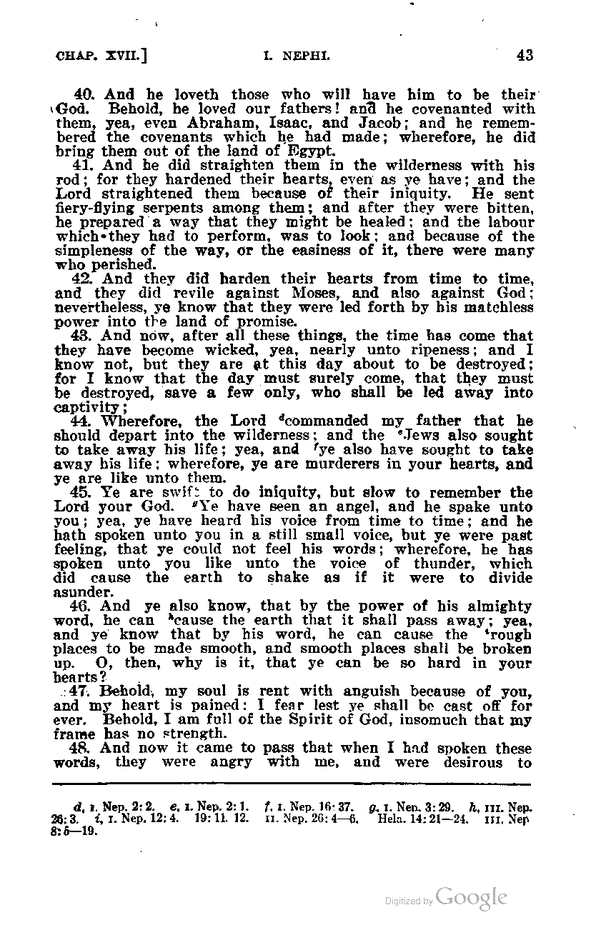 CHAP. XVII.] I. NEPHI. 43
40. And he loveth those who will have him to be their
God. Behold, he loved our fathers! and he covenanted with
them, yea, even Abraham, Isaac, and Jacob; and he remem-
bered the covenants which he had made; wherefore, he did
bring them out of the land of Egypt.
41. And he did straighten them in the wilderness with his
rod; for they hardened their hearts, even as ye have; and the
Lord straightened them because of their iniquity. He sent
fiery-flying serpents among them; and after they were bitten,
he prepared a way that they might be healed; and the labour
which they had to perform, was to look; and because of the
simpleness of the way, or the easiness of it, there were many
who perished.
42. And they did harden their hearts from time to time,
and they did revile against Moses, and also against God;
nevertheless, ye know that they were led forth by his matchless
power into the land of promise.
43. And now, after all these things, the time has come that
they have become wicked, yea, nearly unto ripeness; and I
know not, but they are at this day about to be destroyed;
for I know that the day must surely come, that they must
be destroyed, save a few only, who shall be led away into
captivity;
44. Wherefore, the Lord dcommanded my father that he
should depart into the wilderness; and the eJews also sought
to take away his life; yea, and fye also have sought to take
away his life; wherefore, ye are murderers in your hearts, and
ye are like unto them.
45. Ye are swift to do iniquity, but slow to remember the
Lord your God. gYe have seen an angel, and he spake unto
you; yea, ye have heard his voice from time to time; and he
hath spoken unto you in a still small voice, but ye were past
feeling, that ye could not feel his words; wherefore, he has
spoken unto you like unto the voice of thunder, which
did cause the earth to shake as if it were to divide
asunder.
46. And ye also know, that by the power of his almighty
word, he can hcause the earth that it shall pass away; yea,
and ye know that by his word, he can cause the irough
places to be made smooth, and smooth places shall be broken
up. O, then, why is it, that ye can be so hard in your
hearts?
47. Behold, my soul is rent with anguish because of you,
and my heart is pained: I fear lest ye shall be cast off for
ever. Behold, I am full of the Spirit of God, insomuch that my
frame has no strength.
48. And now it came to pass that when I had spoken these
words, they were angry with me, and were desirous to
d, I. Nep. 2: 2. e, I. Nep. 2: 1. f, I. Nep. 16: 37. g, I. Nep. 3: 29. h, III. Nep.
26: 3. i, I. Nep. 12: 4. 19: 11, 12. II. Nep. 26: 4—6. Hela. 14: 21—24. III. Nep
8: 5—19.
Digitized by Google